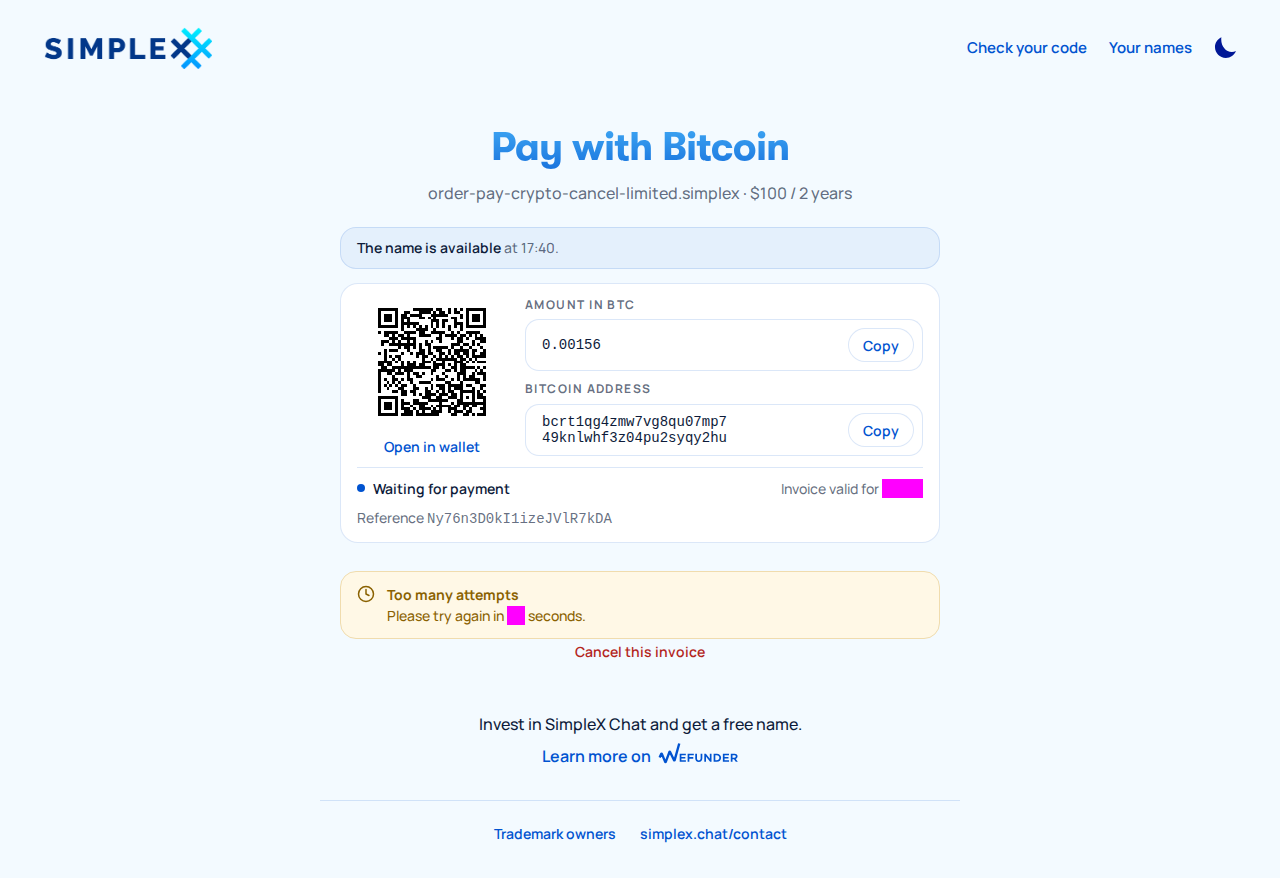 SIMPLEX
Check your code
Your names
Pay with Bitcoin
order-pay-crypto-cancel-limited.simplex · $100 / 2 years
The name is available at 17:40.
AMOUNT IN BTC
0.00156
Copy
BITCOIN ADDRESS
bcrt1qg4zmw7vg8qu07mp7
49knlwhf3z04pu2syqy2hu
Copy
Open in wallet
Waiting for payment
Invoice valid for
Reference Ny76n3D0kI1izeJVlR7kDA
Too many attempts
Please try again in seconds.
Cancel this invoice
Invest in SimpleX Chat and get a free name.
Learn more on WEFUNDER
Trademark owners
simplex.chat/contact